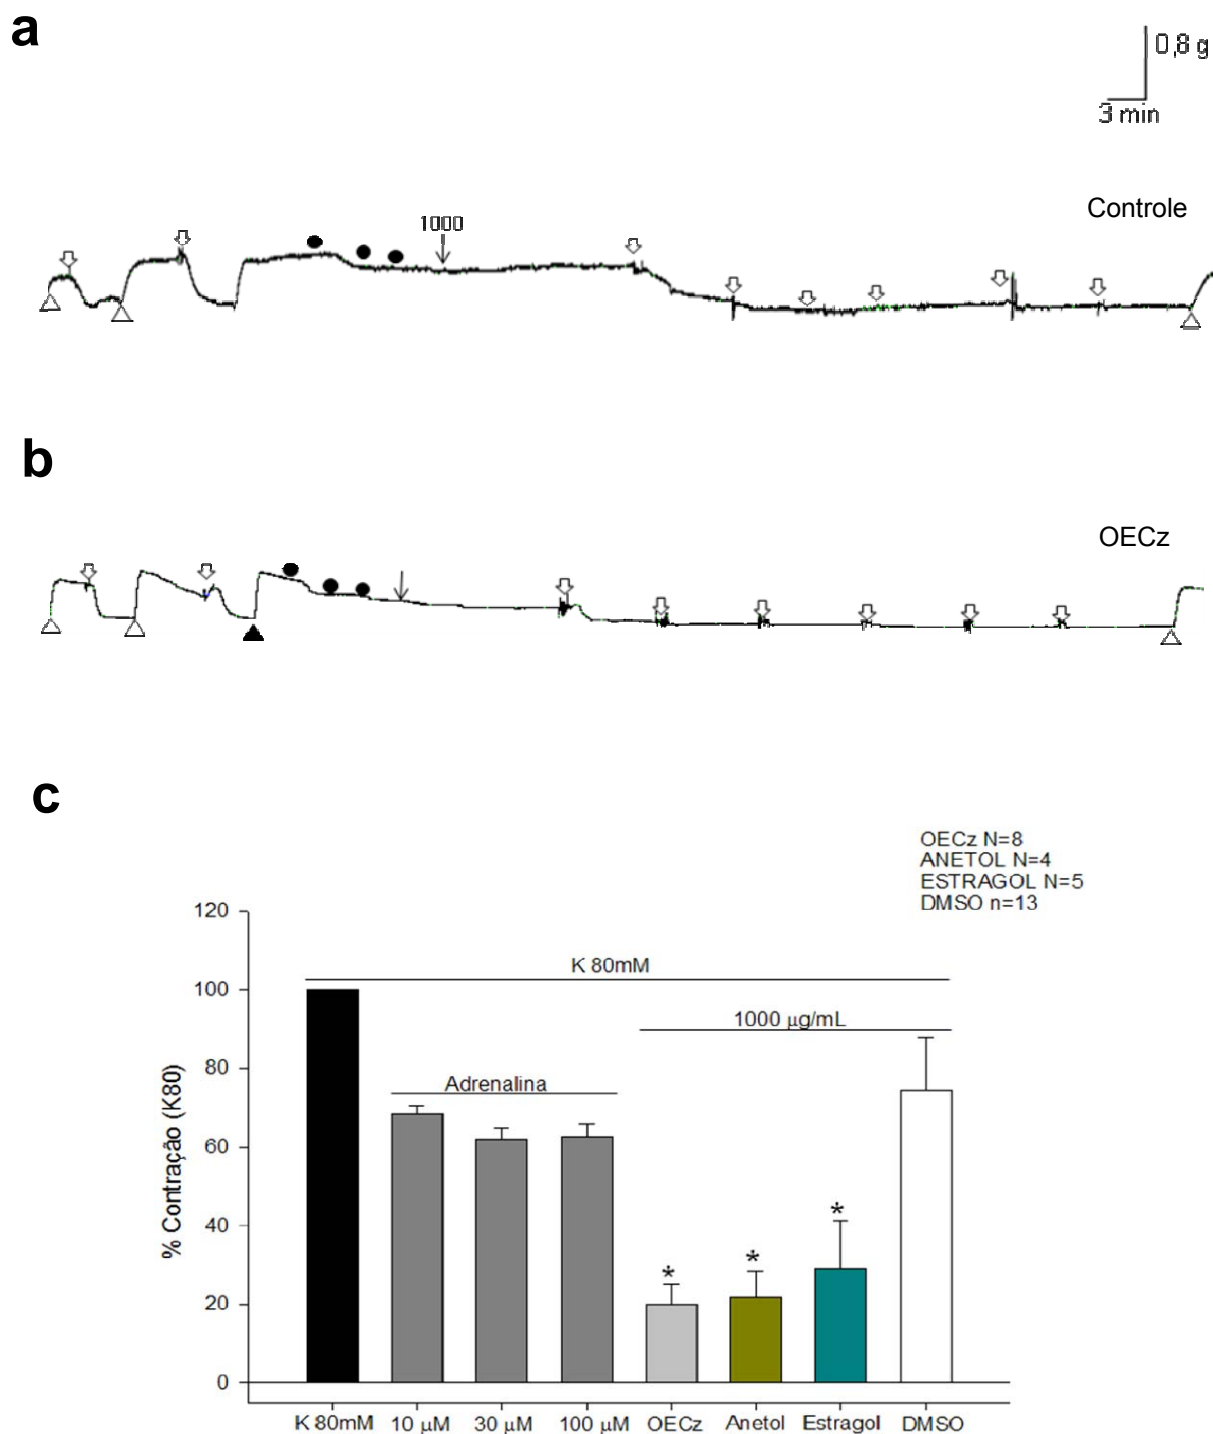 a
0,8 g
3 min
Controle
1000
b
OECz
c
OECz N=8
ANETOL N=4
ESTRAGOL N=5
DMSO n=13
120
K 80mM
100
1000 µg/mL
80
Adrenalina
60
40
* * *
20
0
% Contração (K80)
K 80mM 10 µM 30 µM 100 µM OECz Anetol Estragol DMSO